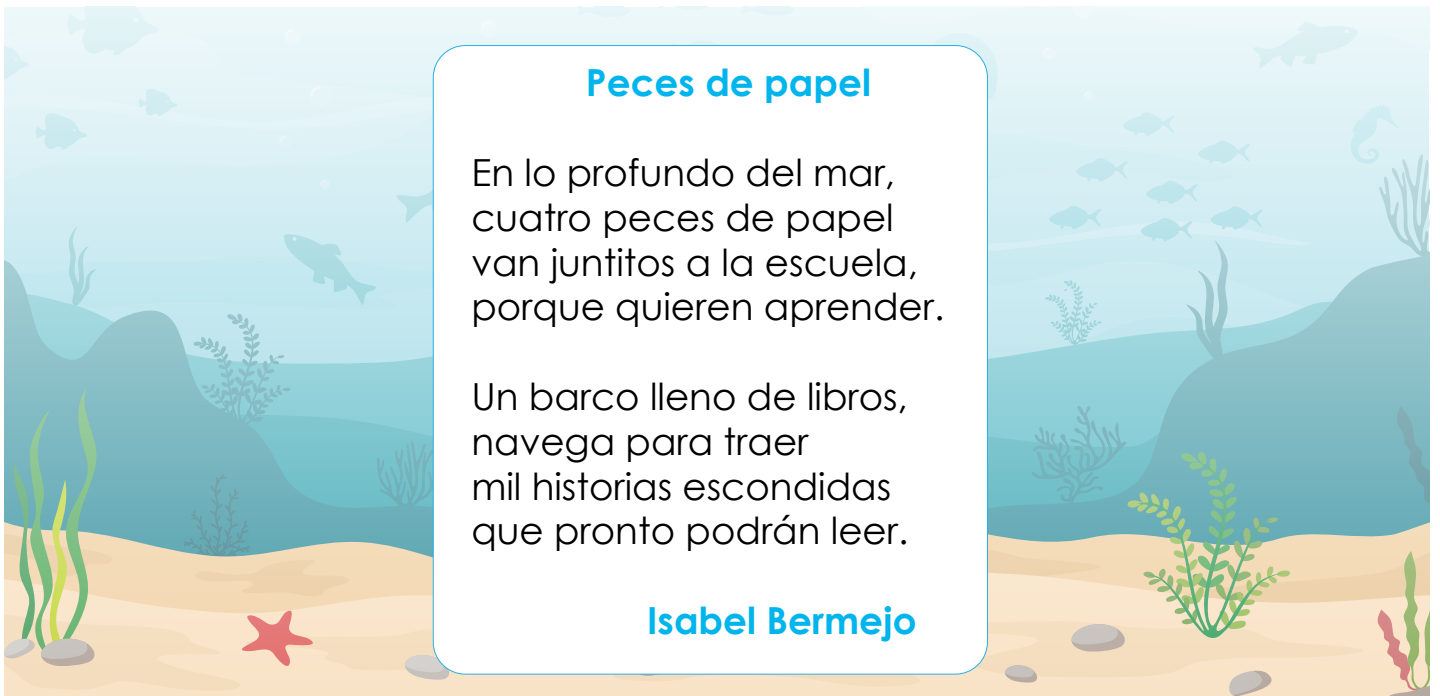 Peces de papel
En lo profundo del mar,
cuatro peces de papel
van juntitos a la escuela,
porque quieren aprender.
Un barco lleno de libros,
navega para traer
mil historias escondidas
que pronto podrán leer.
Isabel Bermejo